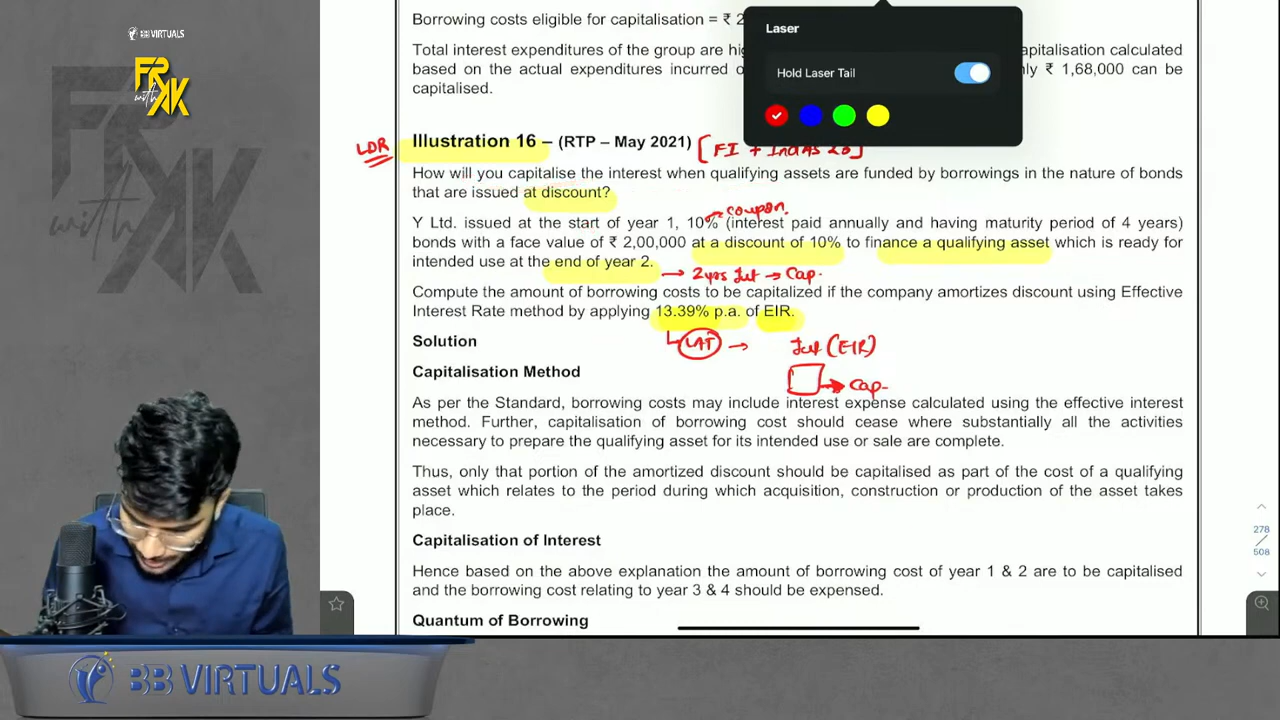 BB VIRTUALS
FR
with AK
FR
with AK
Borrowing costs eligible for capitalisation = ₹ 2
Total interest expenditures of the group are hi
apitalisation calculated
based on the actual expenditures incurred o
nly ₹ 1,68,000 can be
capitalised.
Laser
Hold Laser Tail
LDR
Illustration 16 – (RTP – May 2021) [FI + IndAS 23]
How will you capitalise the interest when qualifying assets are funded by borrowings in the nature of bonds
that are issued at discount?
coupon.
Y Ltd. issued at the start of year 1, 10% (interest paid annually and having maturity period of 4 years)
bonds with a face value of ₹ 2,00,000 at a discount of 10% to finance a qualifying asset which is ready for
intended use at the end of year 2. → 2yrs Int → Cap.
Compute the amount of borrowing costs to be capitalized if the company amortizes discount using Effective
Interest Rate method by applying 13.39% p.a. of EIR.
Solution
LAT → Int (EIR)
Capitalisation Method
→ Cap.
As per the Standard, borrowing costs may include interest expense calculated using the effective interest
method. Further, capitalisation of borrowing cost should cease where substantially all the activities
necessary to prepare the qualifying asset for its intended use or sale are complete.
Thus, only that portion of the amortized discount should be capitalised as part of the cost of a qualifying
asset which relates to the period during which acquisition, construction or production of the asset takes
place.
Capitalisation of Interest
Hence based on the above explanation the amount of borrowing cost of year 1 & 2 are to be capitalised
and the borrowing cost relating to year 3 & 4 should be expensed.
Quantum of Borrowing
278
508
BB VIRTUALS